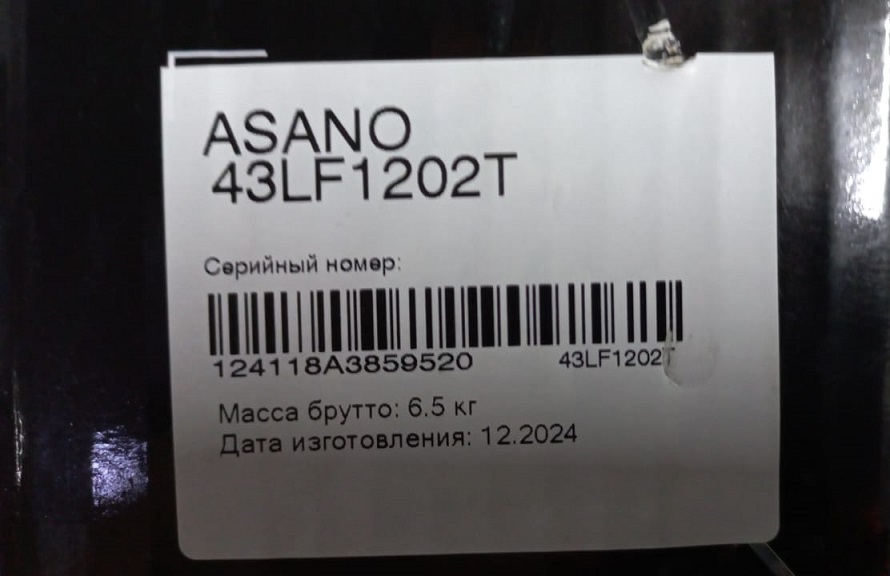 ASANO
43LF1202T
Серийный номер:
124118A3859520 43LF1202T
Масса брутто: 6.5 кг
Дата изготовления: 12.2024